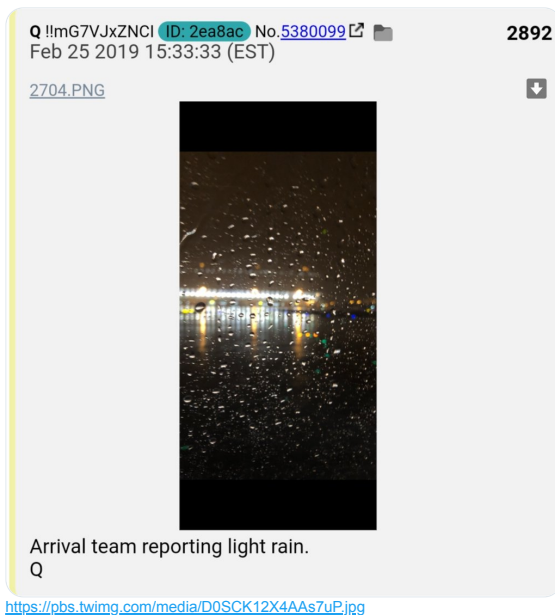 Q !!mG7VJxZNCI ID: 2ea8ac No.5380099 2892
Feb 25 2019 15:33:33 (EST)
2704.PNG
Arrival team reporting light rain.
Q
https://pbs.twimg.com/media/D0SCK12X4AAs7uP.jpg